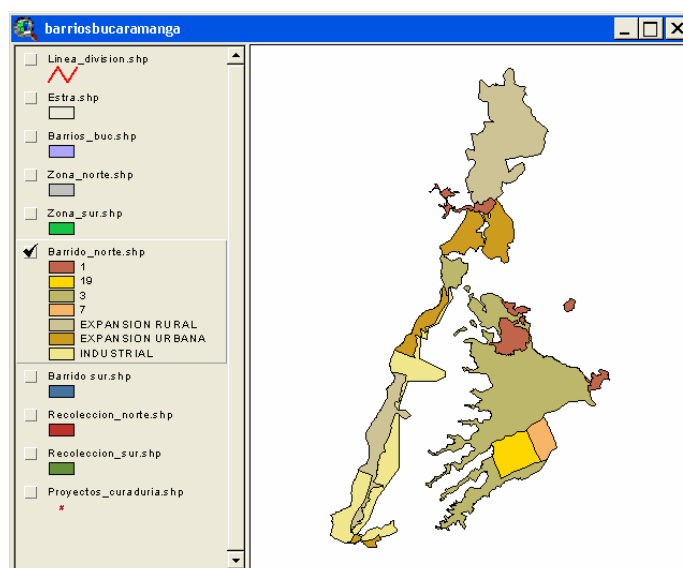 barriosbucaramanga
Linea_division.shp
Estra.shp
Barrios_buc.shp
Zona_norte.shp
Zona_sur.shp
Barrido_norte.shp
1
19
3
7
EXPANSION RURAL
EXPANSION URBANA
INDUSTRIAL
Barrido sur.shp
Recoleccion_norte.shp
Recoleccion_sur.shp
Proyectos_curaduria.shp